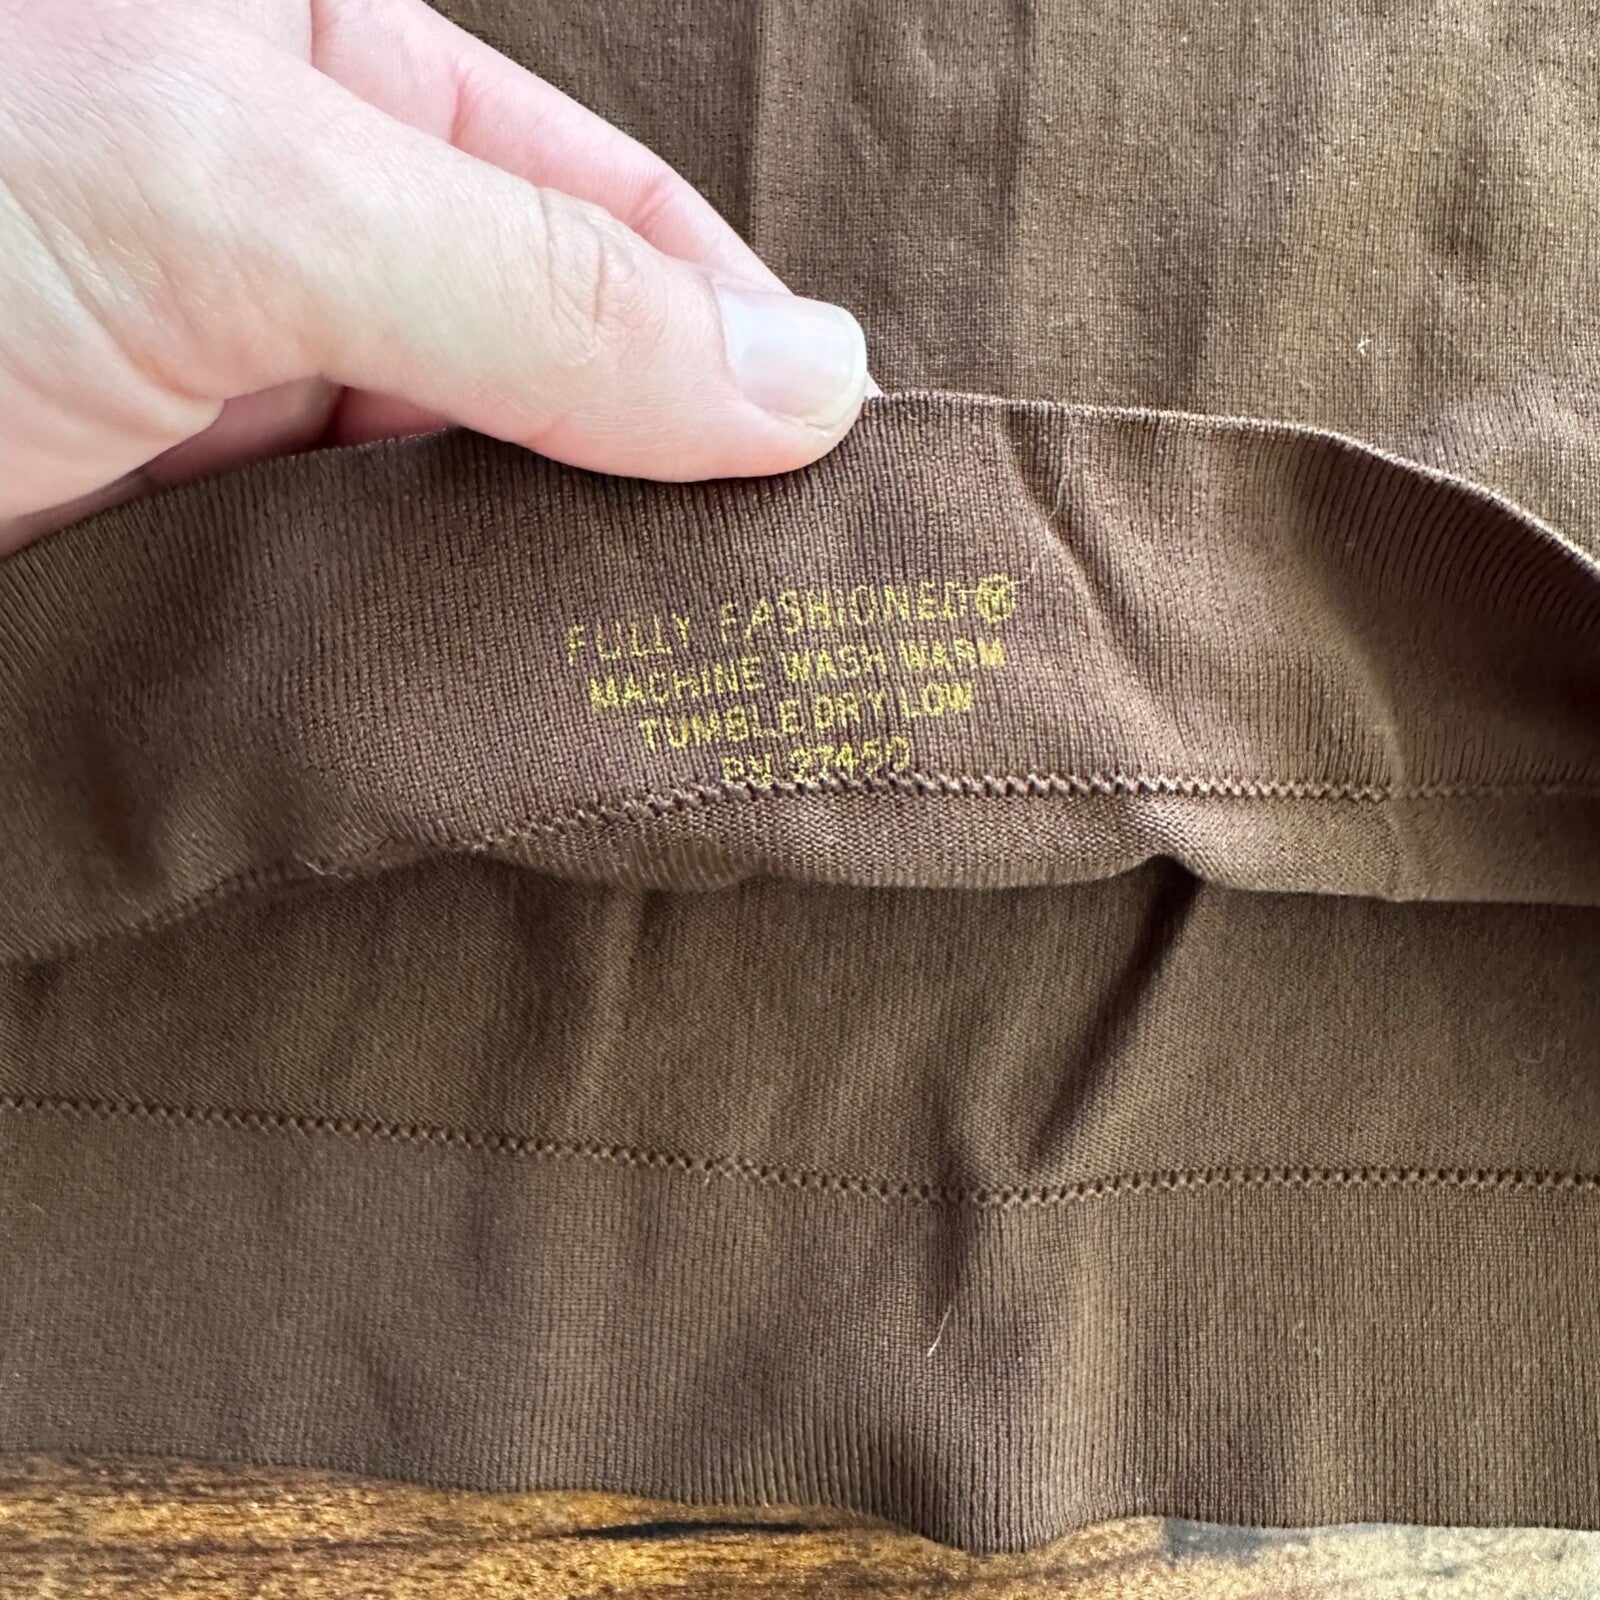 FULLY FASHIONED Ⓜ
MACHINE WASH WARM
TUMBLE DRY LOW
RN 27450